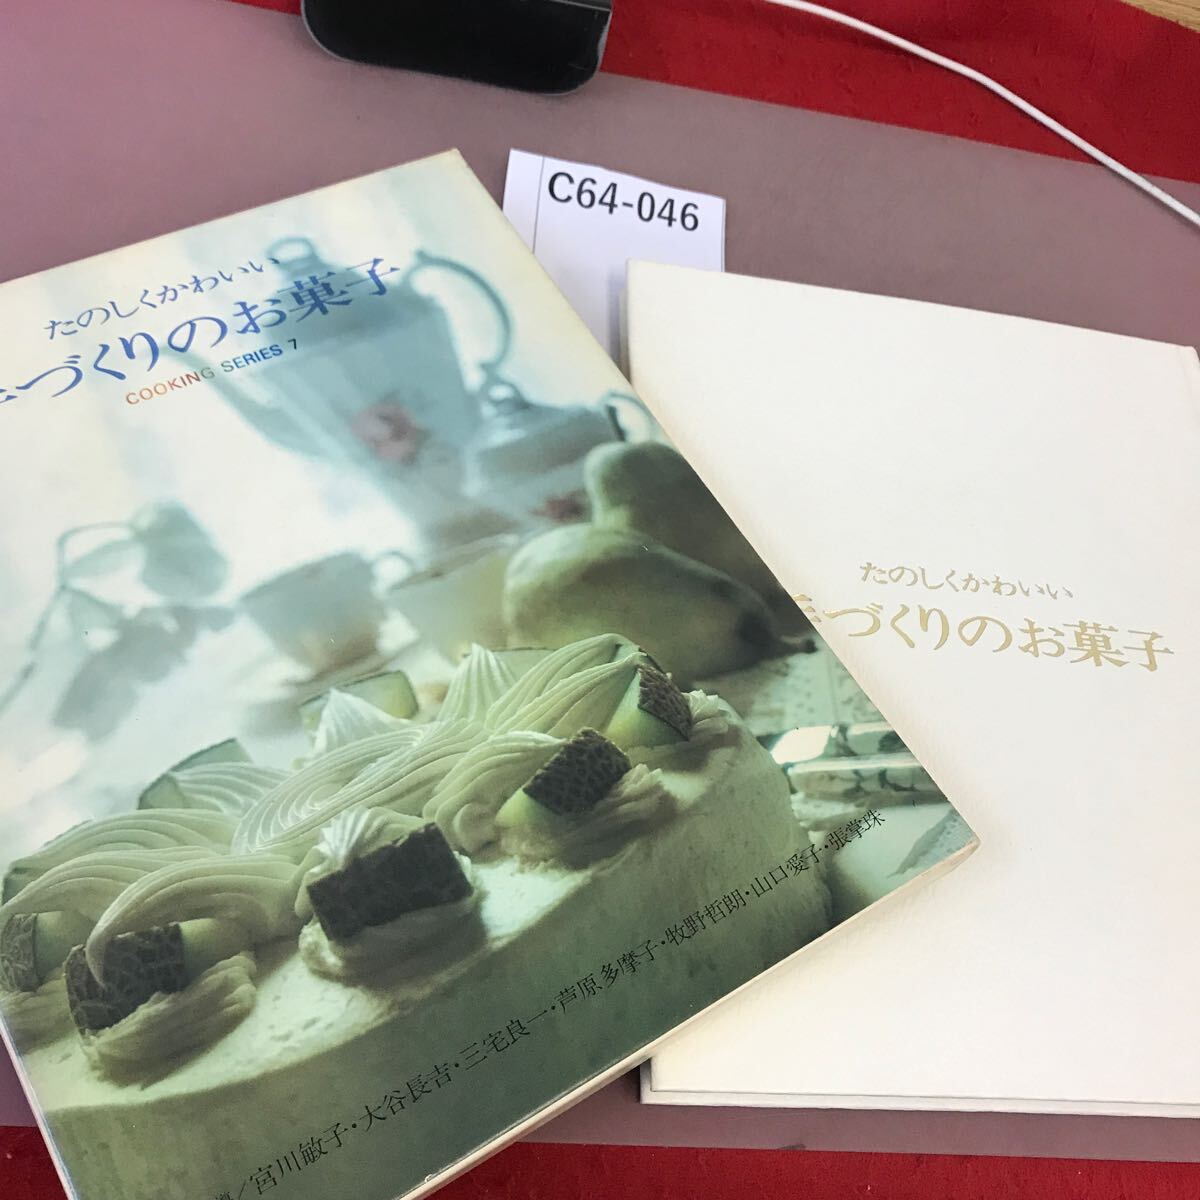 C64-046
たのしくかわいい
手づくりのお菓子
COOKING SERIES 7
宮川敏子・大谷長吉・三宅良一・芦原多摩子・牧野哲朗・山口愛子・張掌珠
たのしくかわいい
手づくりのお菓子